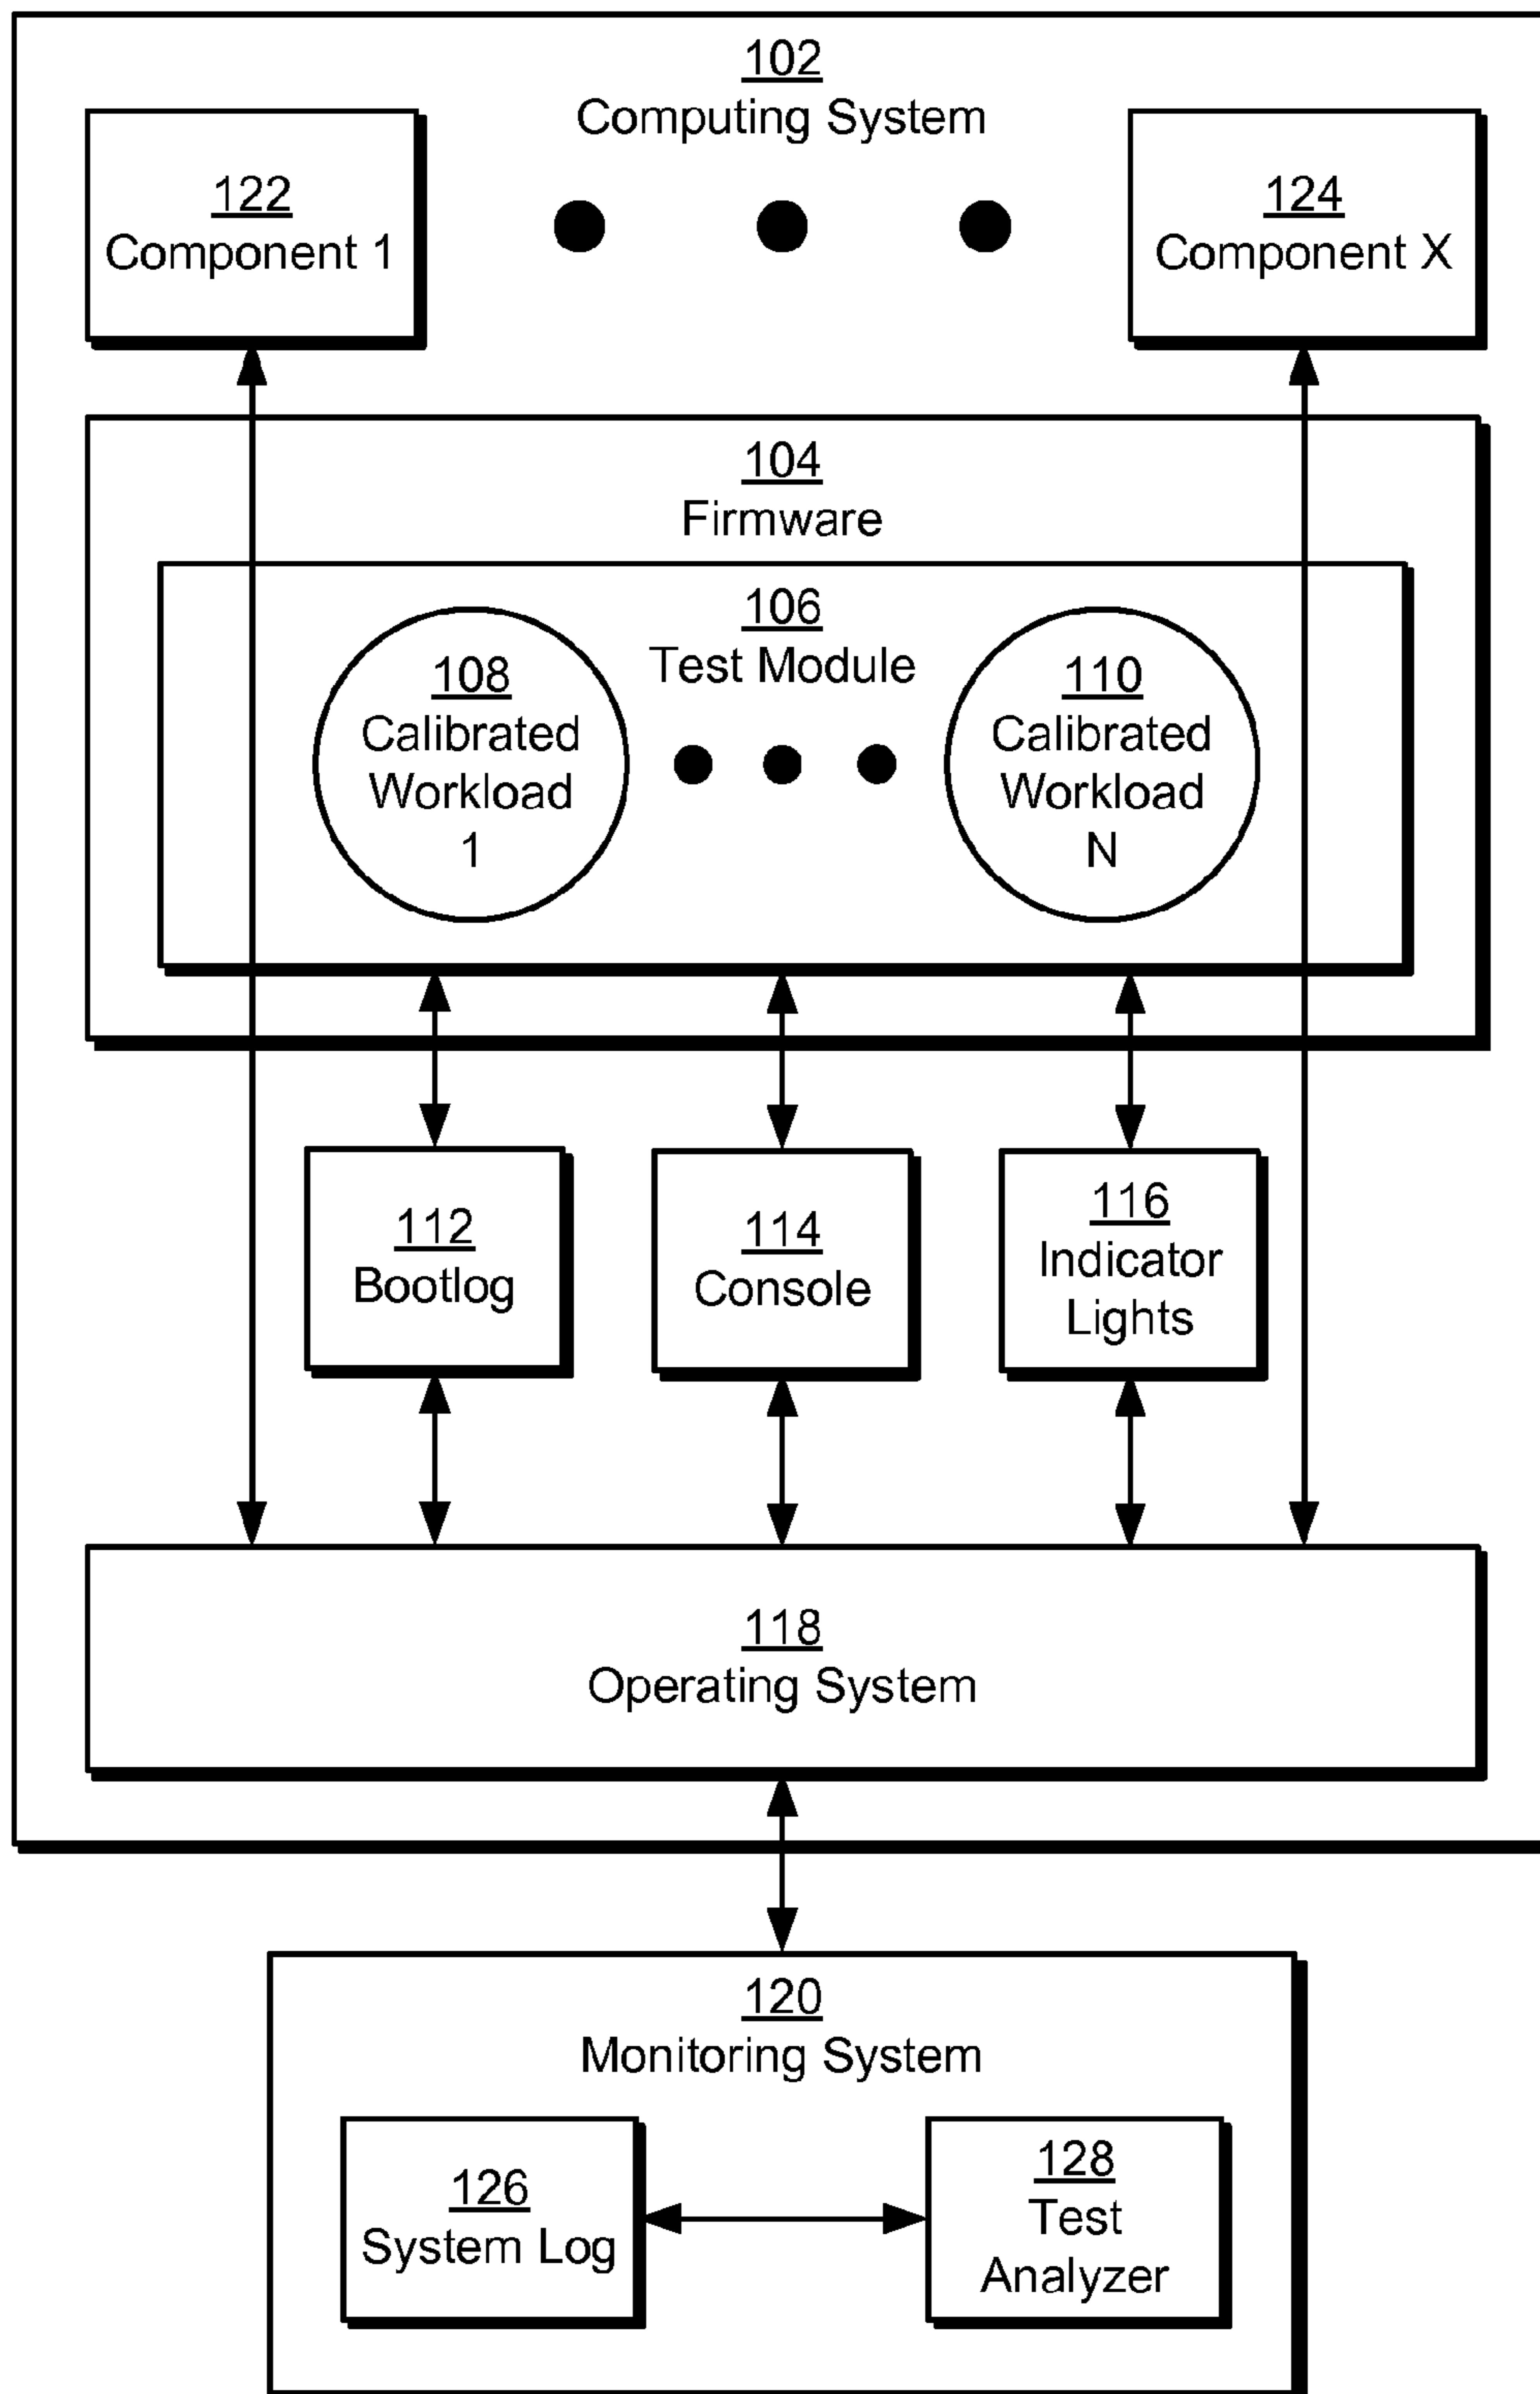 102
Computing System
122
Component 1
124
Component X
104
Firmware
106
Test Module
108
Calibrated
Workload
1
110
Calibrated
Workload
N
112
Bootlog
114
Console
116
Indicator
Lights
118
Operating System
120
Monitoring System
126
System Log
128
Test
Analyzer